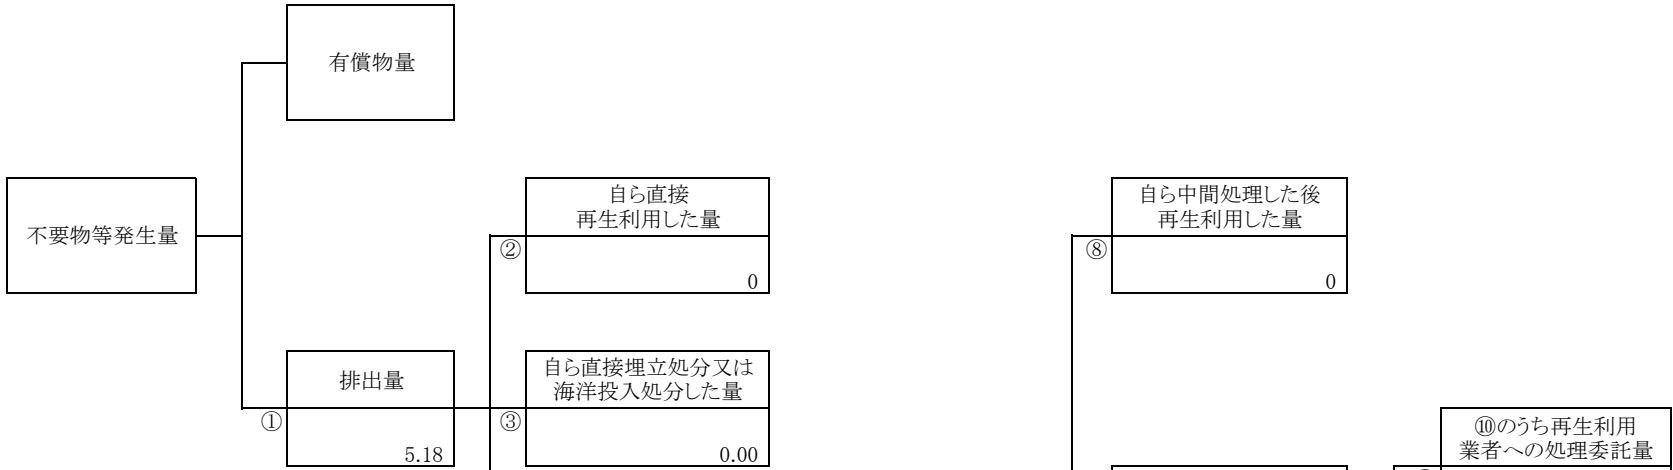 有償物量
不要物等発生量
自ら直接
再生利用した量
②
0
自ら中間処理した後
再生利用した量
⑧
0
排出量
①
5.18
自ら直接埋立処分又は
海洋投入処分した量
③
0.00
⑩のうち再生利用
業者への処理委託量